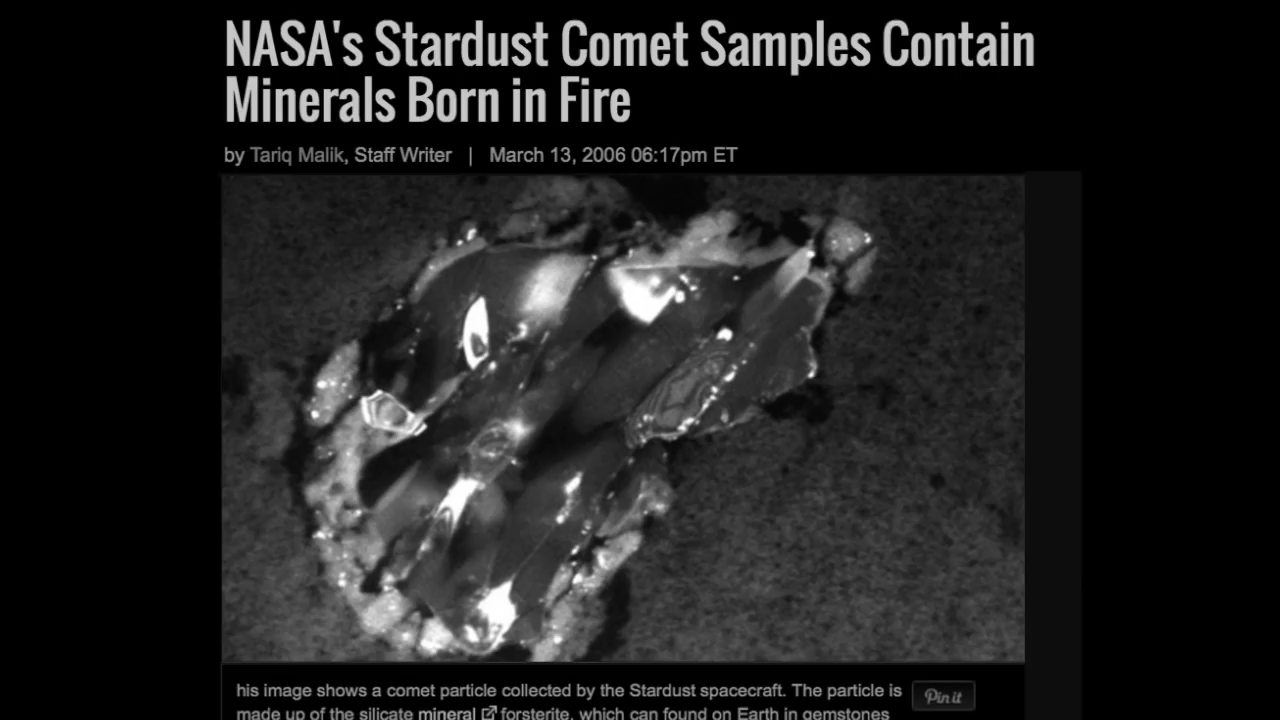 NASA's Stardust Comet Samples Contain
Minerals Born in Fire
by Tariq Malik, Staff Writer | March 13, 2006 06:17pm ET
his image shows a comet particle collected by the Stardust spacecraft. The particle is
Pin it
made up of the silicate mineral forsterite, which can found on Earth in gemstones